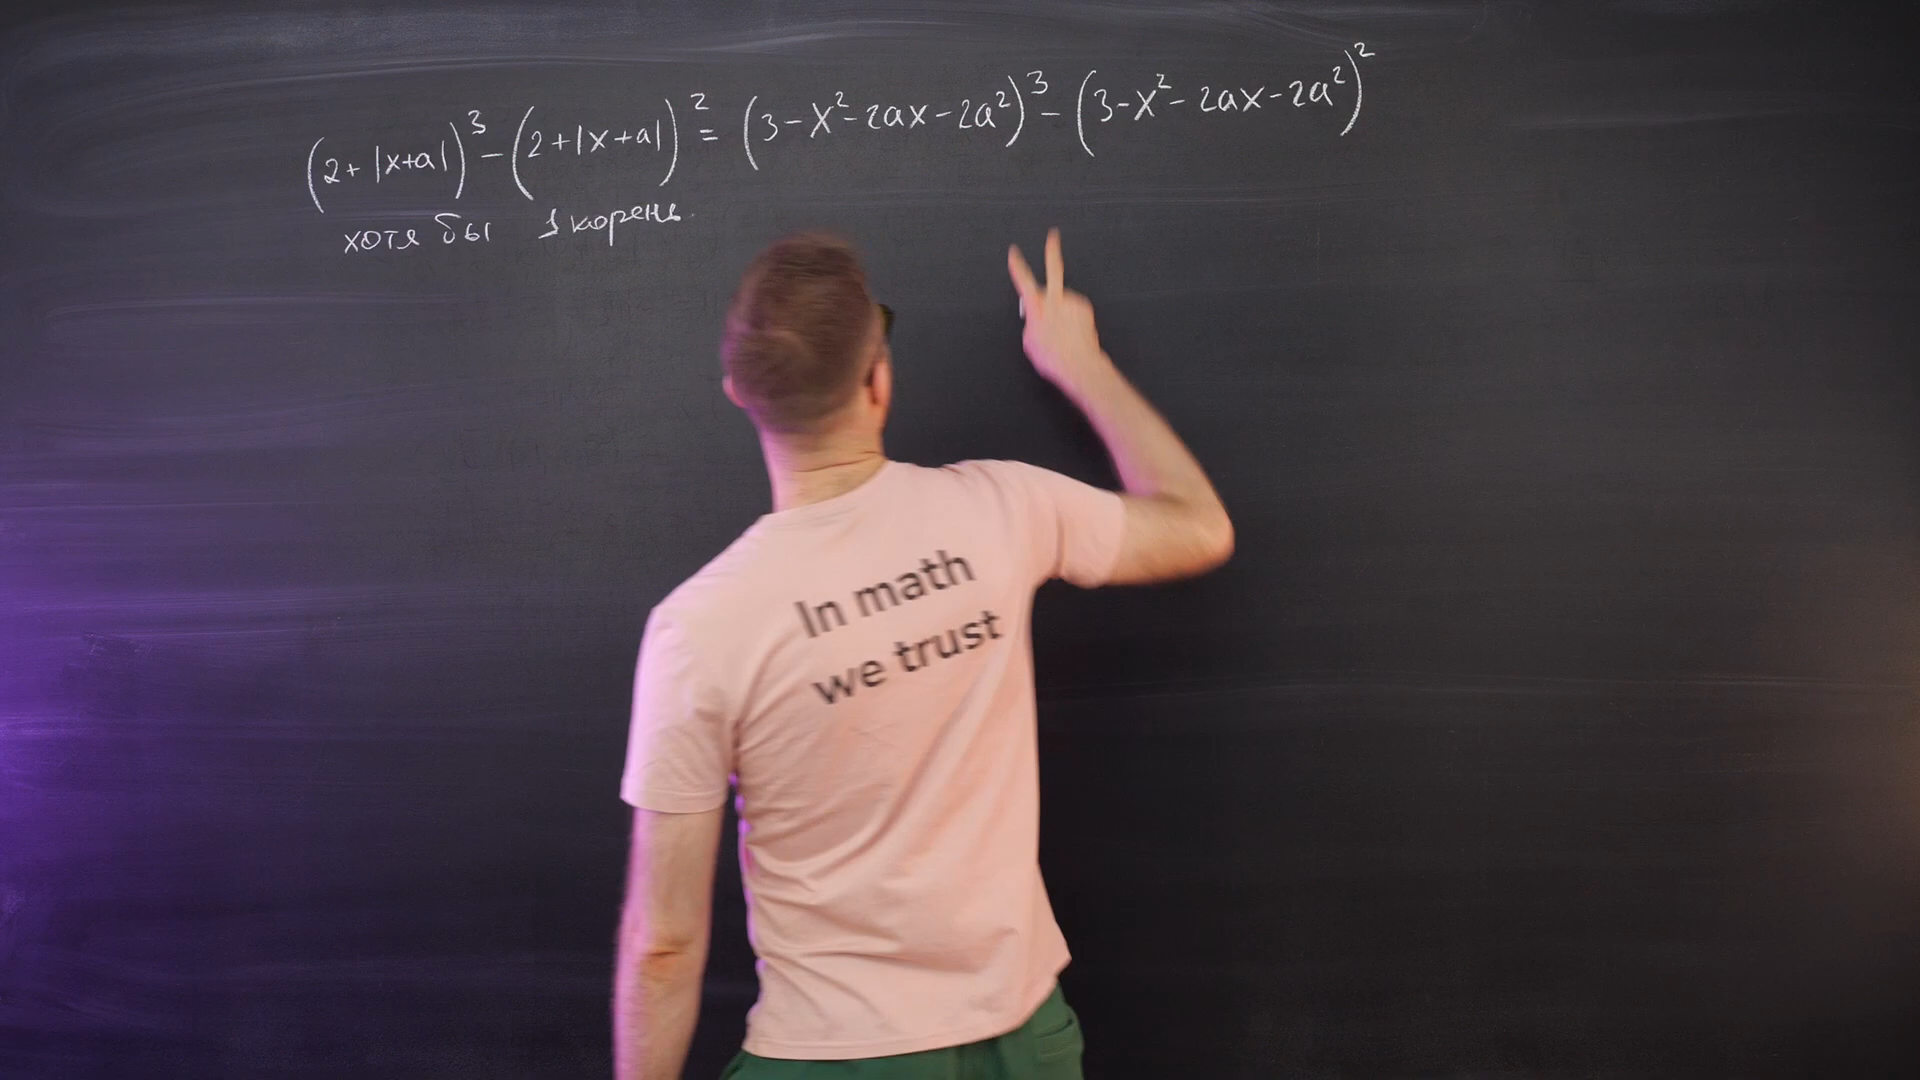 (2+|x+a|)³-(2+|x+a|)²=(3-x²-2ax-2a²)³-(3-x²-2ax-2a²)²
хотя бы 1 корень
In math
we trust